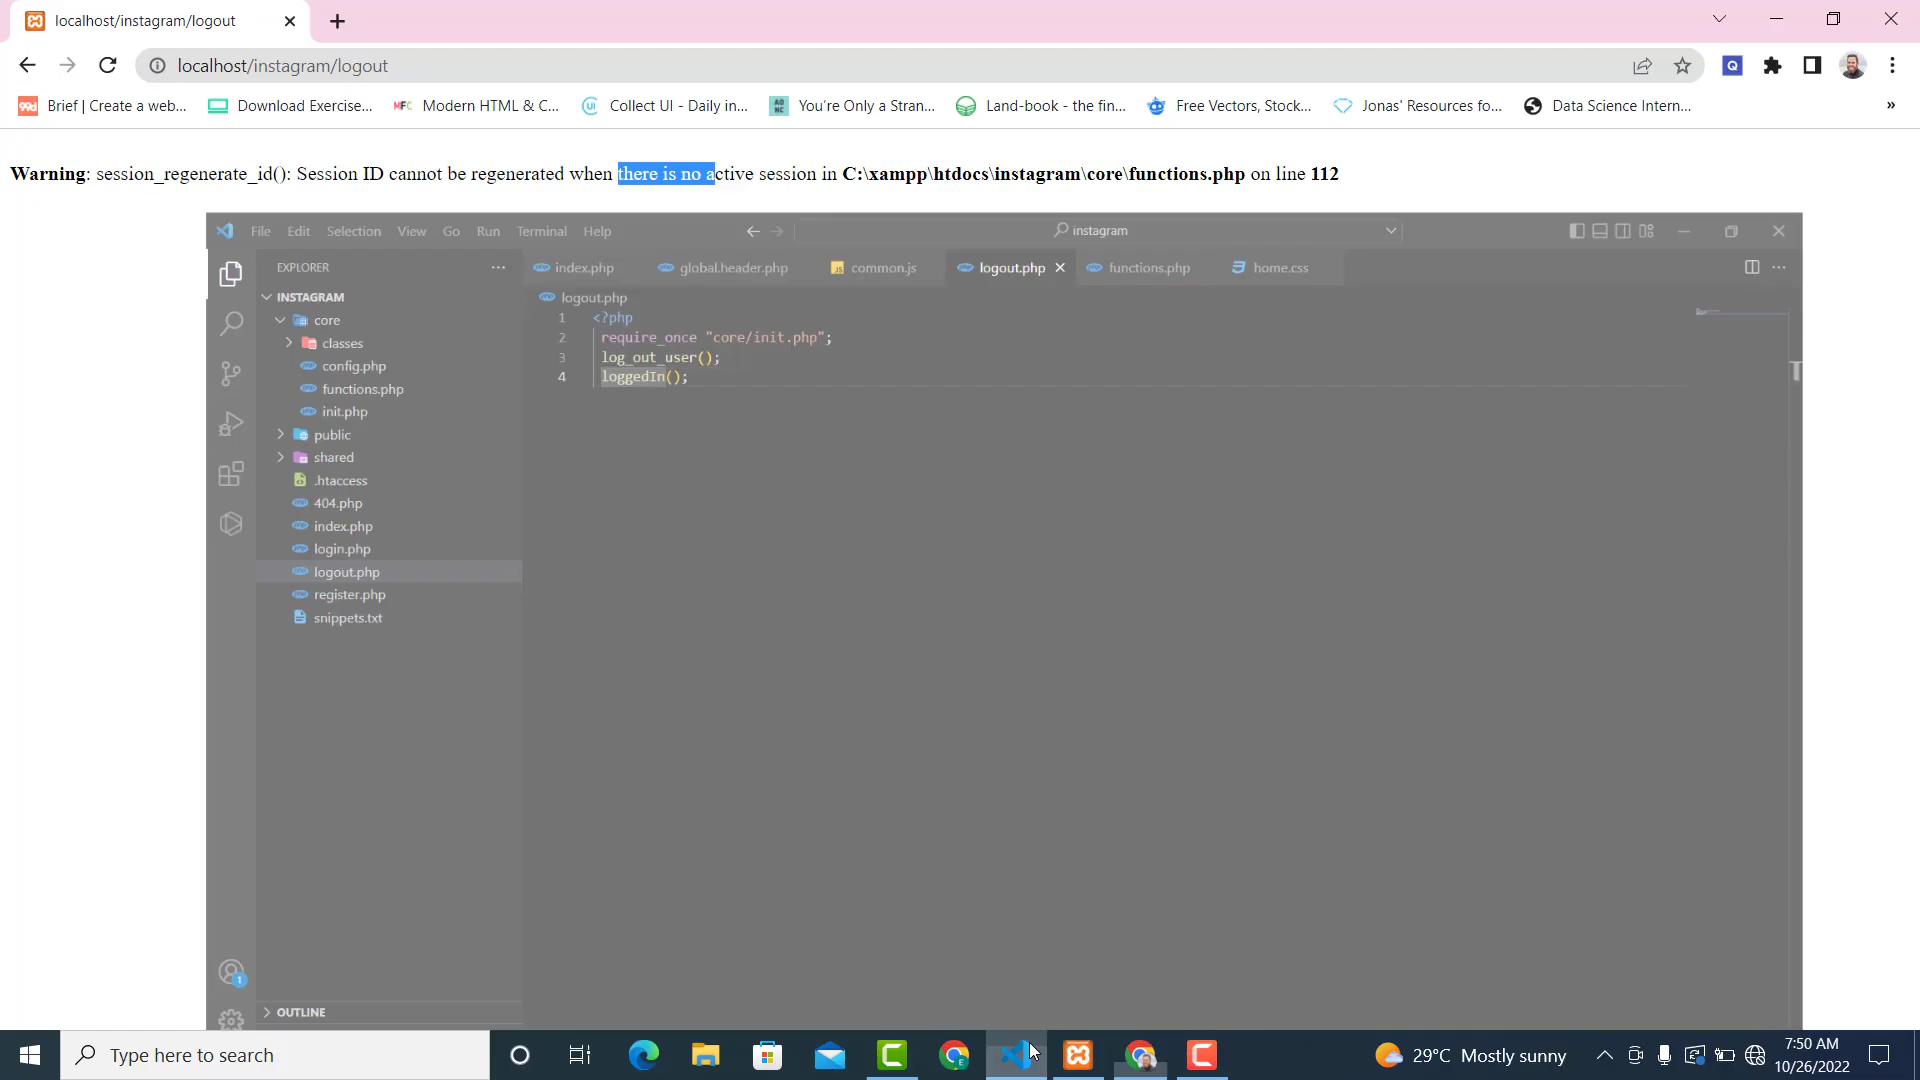 localhost/instagram/logout
localhost/instagram/logout
Brief | Create a web...
Download Exercise...
MFC Modern HTML & C...
Collect UI - Daily in...
You're Only a Stran...
Land-book - the fin...
Free Vectors, Stock...
Jonas' Resources fo...
Data Science Intern...
»
Warning: session_regenerate_id(): Session ID cannot be regenerated when there is no active session in C:\xampp\htdocs\instagram\core\functions.php on line 112
File Edit Selection View Go Run Terminal Help
instagram
EXPLORER
INSTAGRAM
core
classes
config.php
functions.php
init.php
public
shared
.htaccess
404.php
index.php
login.php
logout.php
register.php
snippets.txt
OUTLINE
index.php
global.header.php
common.js
logout.php
functions.php
home.css
logout.php
1 <?php
2 require_once "core/init.php";
3 log_out_user();
4 loggedIn();
1
Type here to search
29°C Mostly sunny
7:50 AM
10/26/2022